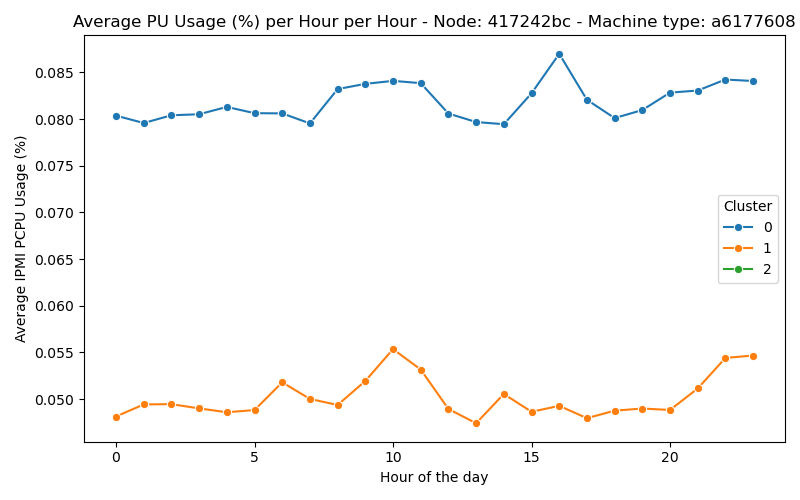 Average PU Usage (%) per Hour per Hour - Node: 417242bc - Machine type: a6177608
Average IPMI PCPU Usage (%)
0.085
0.080
0.075
0.070
0.065
0.060
0.055
0.050
Cluster
0
1
2
0 5 10 15 20
Hour of the day